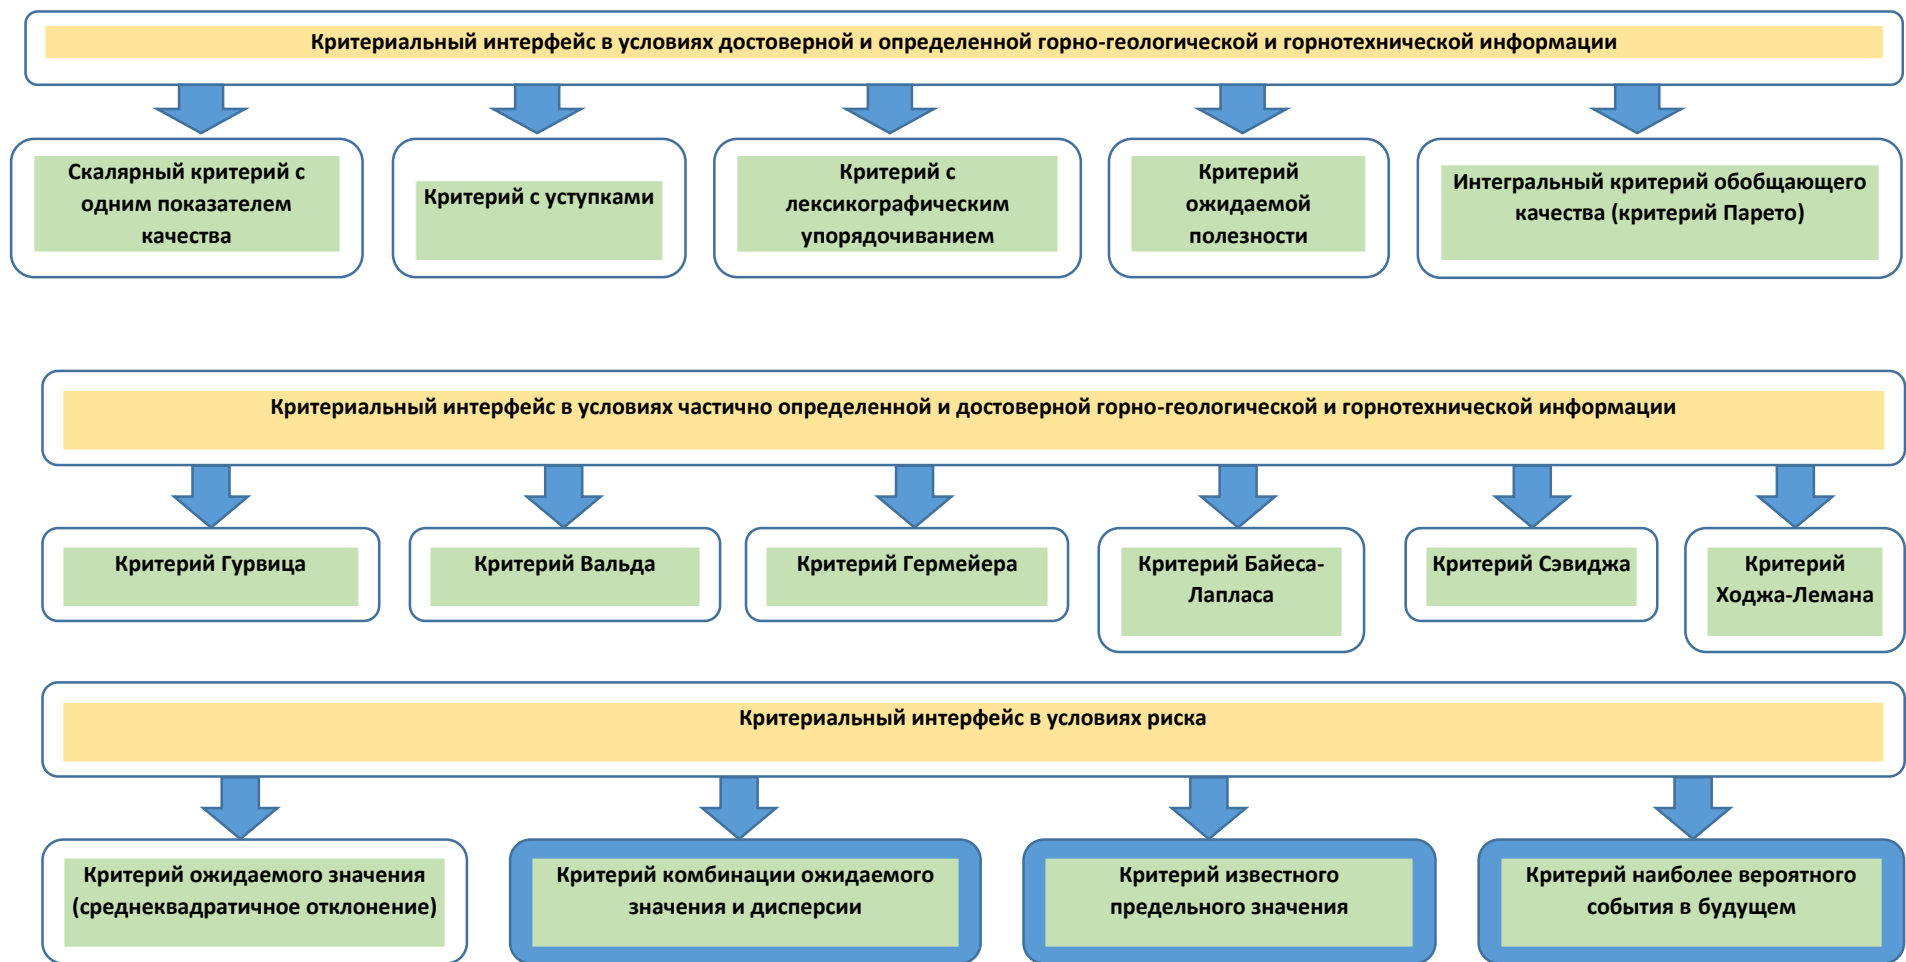 Критериальный интерфейс в условиях достоверной и определенной горно-геологической и горнотехнической информации
Скалярный критерий с
одним показателем
качества
Критерий с уступками
Критерий с
лексикографическим
упорядочиванием
Критерий
ожидаемой
полезности
Интегральный критерий обобщающего
качества (критерий Парето)
Критериальный интерфейс в условиях частично определенной и достоверной горно-геологической и горнотехнической информации
Критерий Гурвица
Критерий Вальда
Критерий Гермейера
Критерий Байеса-
Лапласа
Критерий Сэвиджа
Критерий
Ходжа-Лемана
Критериальный интерфейс в условиях риска
Критерий ожидаемого значения
(среднеквадратичное отклонение)
Критерий комбинации ожидаемого
значения и дисперсии
Критерий известного
предельного значения
Критерий наиболее вероятного
события в будущем